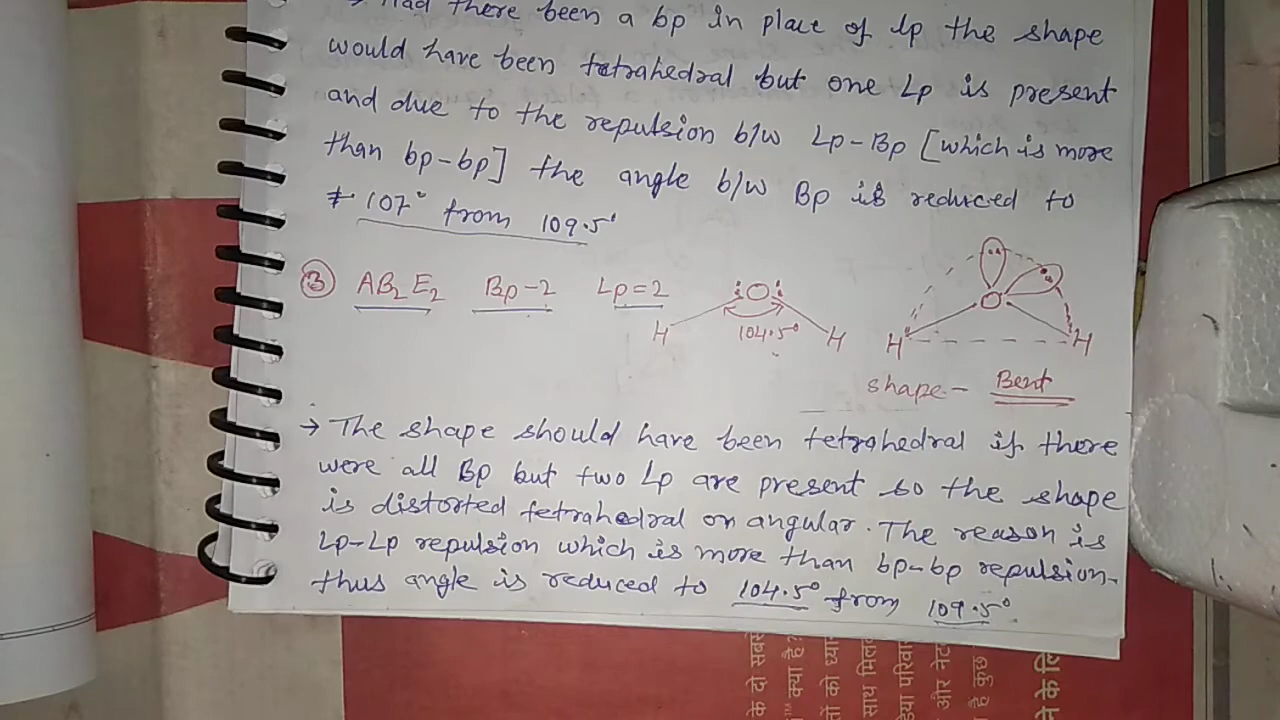 Had there been a bp in place of lp the shape
would have been tetrahedral but one Lp is present
and due to the repulsion b/w Lp-Bp [which is more
than bp-bp] the angle b/w Bp is reduced to
107° from 109.5°
③ AB₂E₂ Bp-2 Lp=2
O
H 104.5° H
O
H H
shape - Bent
→ The shape should have been tetrahedral if there
were all Bp but two Lp are present so the shape
is distorted tetrahedral or angular. The reason is
Lp-Lp repulsion which is more than bp-bp repulsion.
thus angle is reduced to 104.5° from 109.5°
के दो सबसे
क्या है?
साथ मिल
और नेट
है कुछ
ने के लि